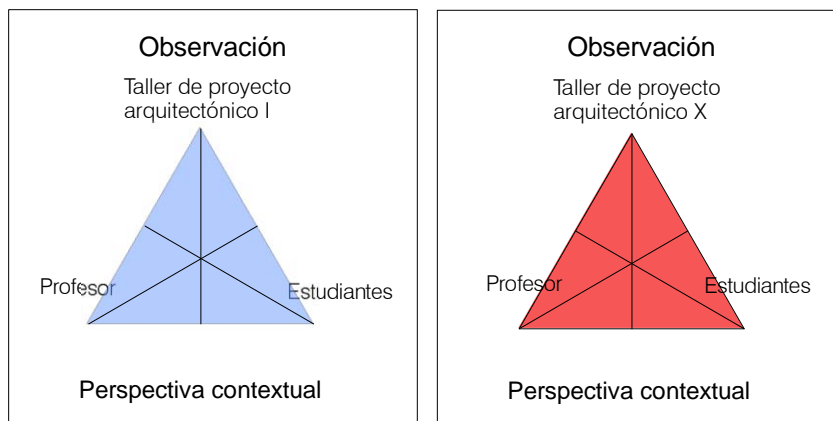 Observación
Taller de proyecto
arquitectónico I
Profesor
Estudiantes
Perspectiva contextual
Observación
Taller de proyecto
arquitectónico X
Profesor
Estudiantes
Perspectiva contextual